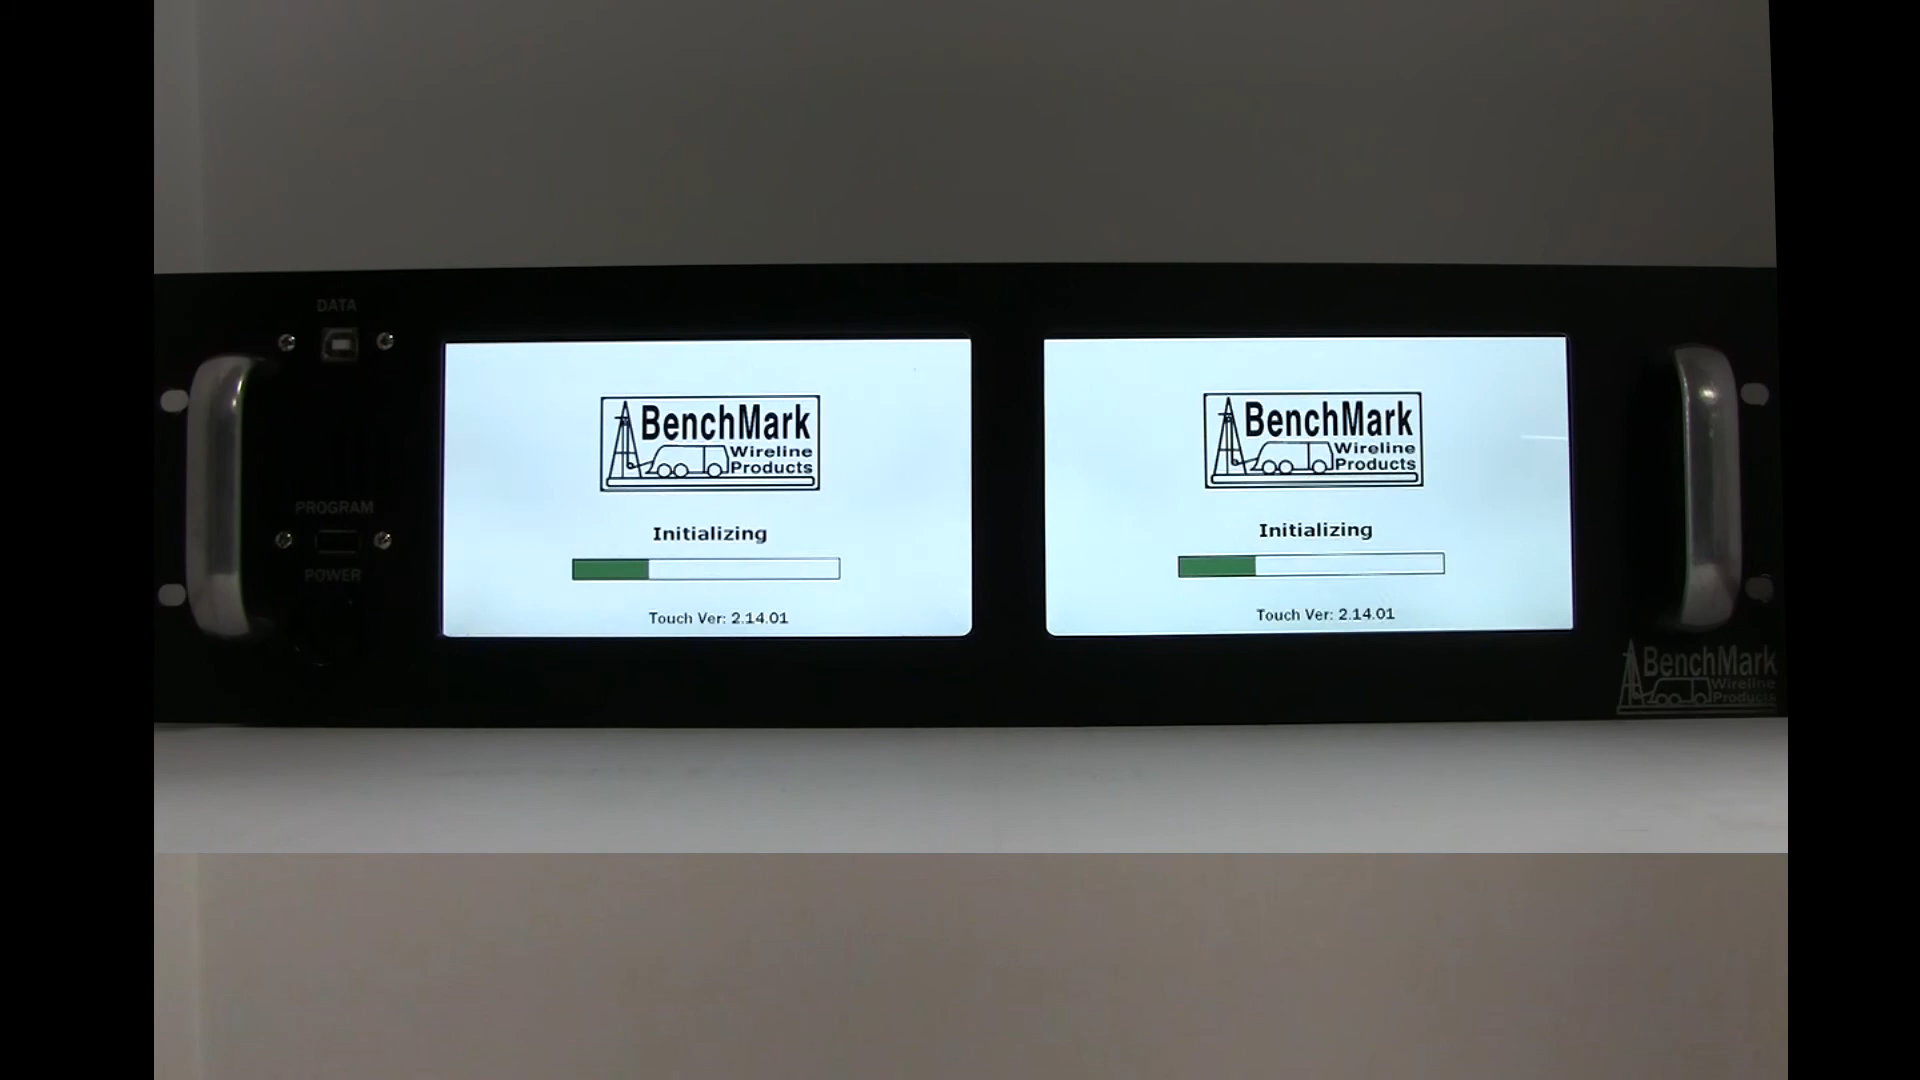 DATA
PROGRAM
POWER
BenchMark
Wireline
Products
Initializing
Touch Ver: 2.14.01
BenchMark
Wireline
Products
Initializing
Touch Ver: 2.14.01
BenchMark
Wireline
Products